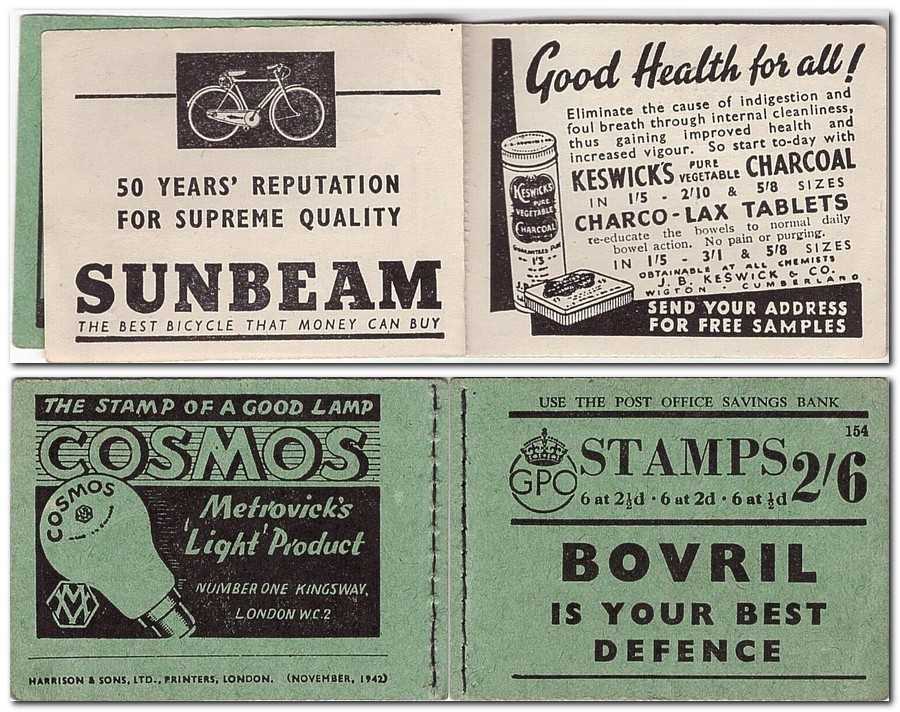 50 YEARS' REPUTATION
FOR SUPREME QUALITY
SUNBEAM
THE BEST BICYCLE THAT MONEY CAN BUY
Good Health for all!
Eliminate the cause of indigestion and
foul breath through internal cleanliness,
thus gaining improved health and
increased vigour. So start to-day with
KESWICK'S PURE VEGETABLE CHARCOAL
IN 1/5 - 2/10 & 5/8 SIZES
CHARCO-LAX TABLETS
re-educate the bowels to normal daily
bowel action. No pain or purging.
IN 1/5 - 3/1 & 5/8 SIZES
OBTAINABLE AT ALL CHEMISTS
J. B. KESWICK & CO.
WIGTON - CUMBERLAND
SEND YOUR ADDRESS
FOR FREE SAMPLES
KESWICK'S
PURE
VEGETABLE
CHARCOAL
THE STAMP OF A GOOD LAMP
COSMOS
COSMOS
Metrovick's
'Light' Product
NUMBER ONE KINGSWAY,
LONDON W.C.2
MV
HARRISON & SONS, LTD., PRINTERS, LONDON. (NOVEMBER, 1942)
USE THE POST OFFICE SAVINGS BANK
154
GPO
STAMPS 2/6
6 at 2½d · 6 at 2d · 6 at ½d
BOVRIL
IS YOUR BEST
DEFENCE